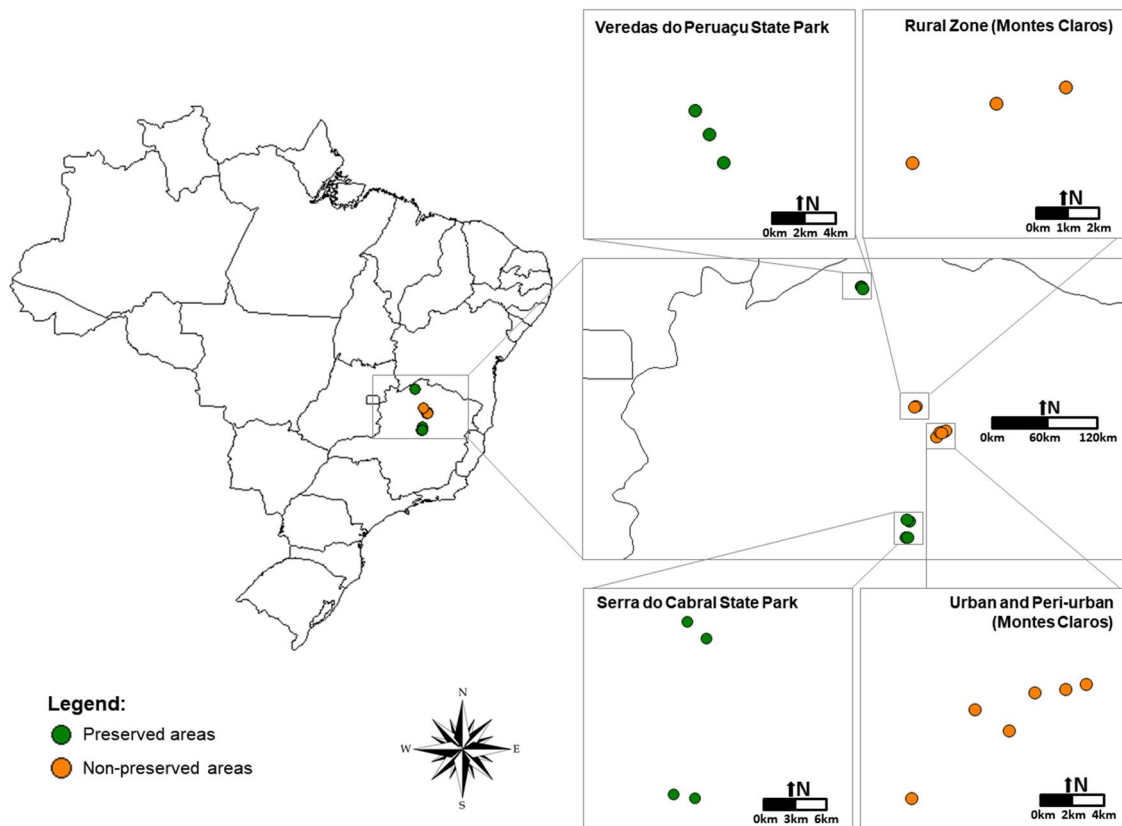 Veredas do Peruaçu State Park
N
0km 2km 4km
Rural Zone (Montes Claros)
N
0km 1km 2km
N
0km 60km 120km
Serra do Cabral State Park
N
0km 3km 6km
Urban and Peri-urban
(Montes Claros)
N
0km 2km 4km
Legend:
Preserved areas
Non-preserved areas
N
W E
S